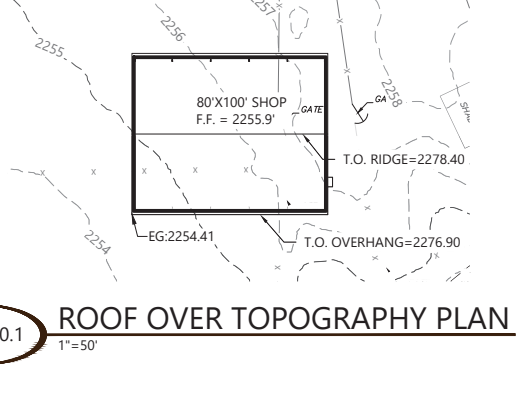 2257
2256
2255
2258
80'X100' SHOP
GATE
GA
F.F. = 2255.9'
T.O. RIDGE=2278.40
EG:2254.41
T.O. OVERHANG=2276.90
2254
0.1
ROOF OVER TOPOGRAPHY PLAN
1"=50'